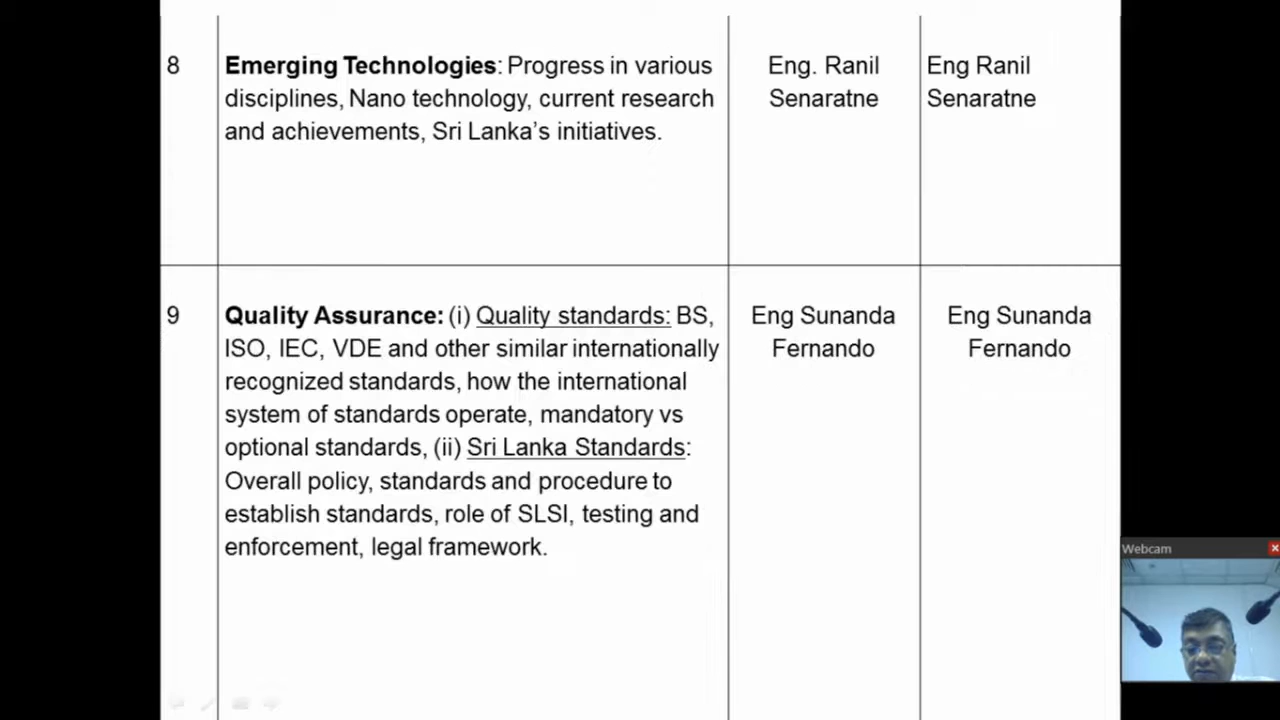 8
Emerging Technologies: Progress in various
disciplines, Nano technology, current research
and achievements, Sri Lanka’s initiatives.
Eng. Ranil
Senaratne
Eng Ranil
Senaratne
9
Quality Assurance: (i) Quality standards: BS,
ISO, IEC, VDE and other similar internationally
recognized standards, how the international
system of standards operate, mandatory vs
optional standards, (ii) Sri Lanka Standards:
Overall policy, standards and procedure to
establish standards, role of SLSI, testing and
enforcement, legal framework.
Eng Sunanda
Fernando
Eng Sunanda
Fernando
Webcam